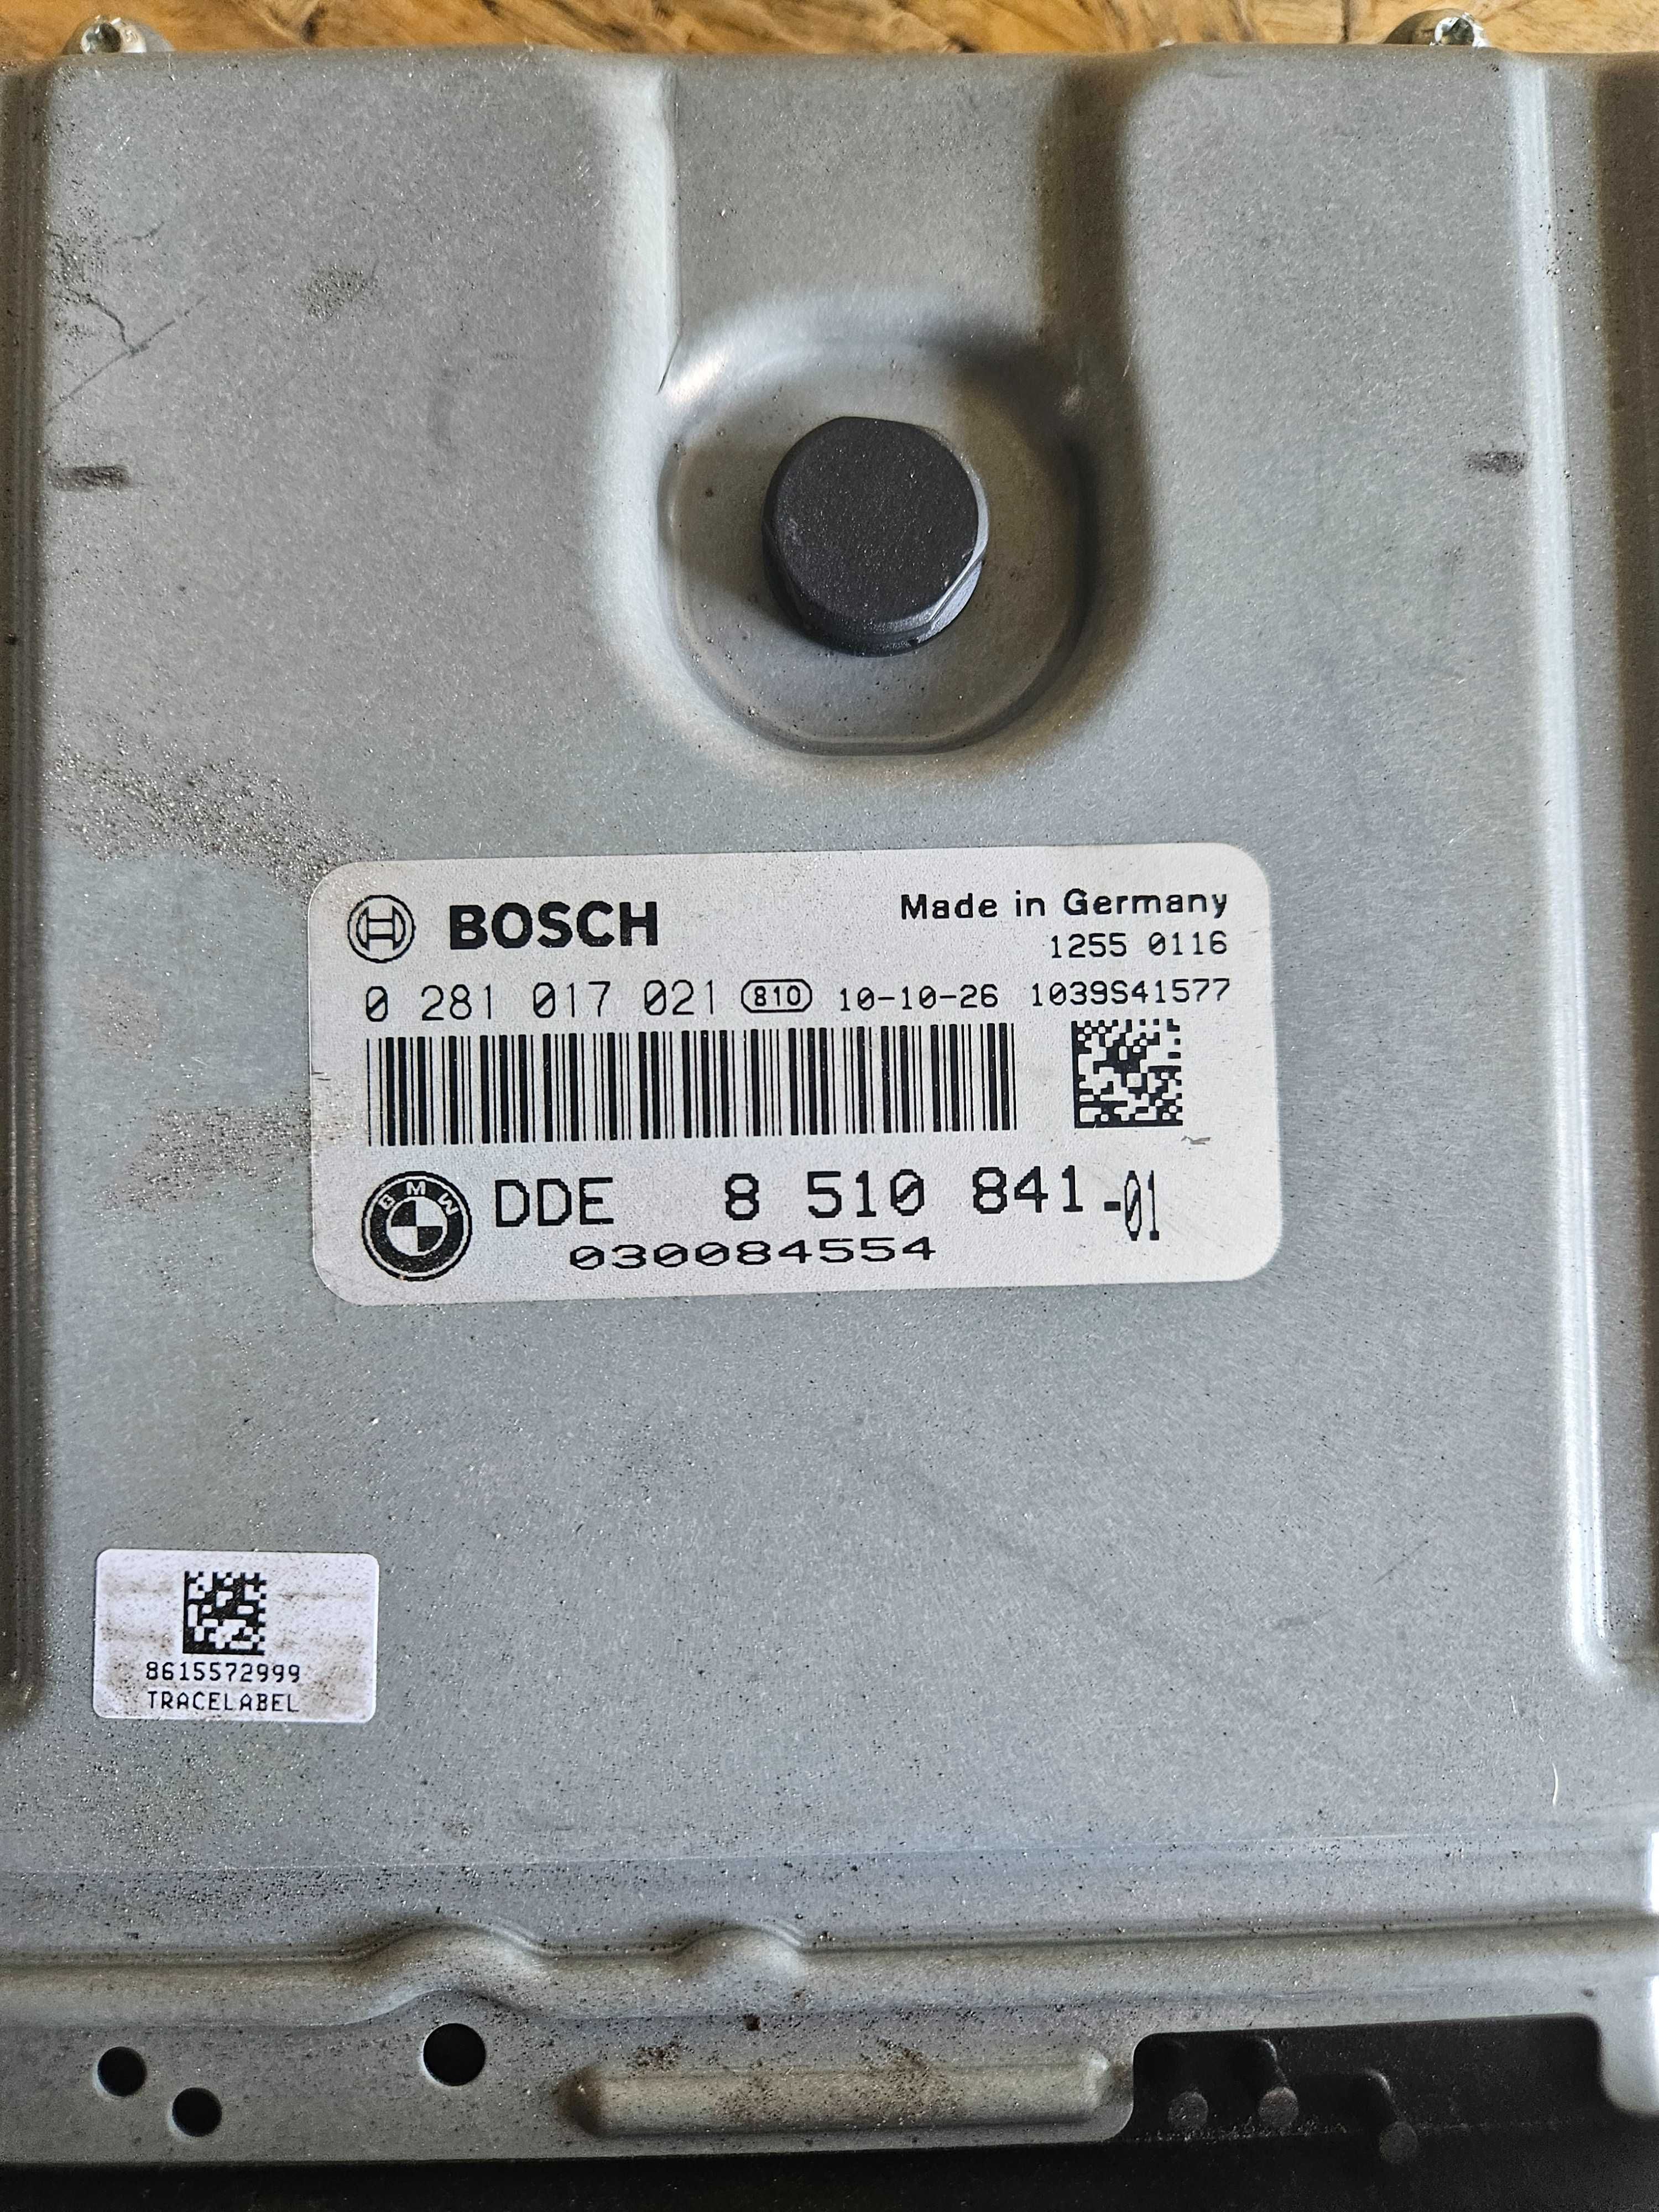 BOSCH
Made in Germany
1255 0116
0 281 017 021 810 10-10-26 1039S41577
BMW
DDE 8 510 841-01
030084554
8615572999
TRACELABEL